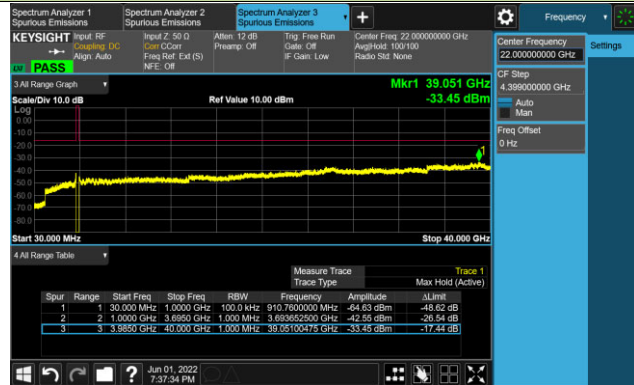 Spectrum Analyzer 1
Spurious Emissions
Spectrum Analyzer 2
Spurious Emissions
Spectrum Analyzer 3
Spurious Emissions
Frequency
KEYSIGHT
Input: RF
Coupling: DC
Align: Auto
Input Z: 50 Ω
Corr CCorr
Freq Ref: Ext (S)
NFE: Off
Atten: 12 dB
Preamp: Off
Trig: Free Run
Gate: Off
IF Gain: Low
Center Freq: 22.000000000 GHz
Avg|Hold: 100/100
Radio Std: None
PASS
Center Frequency
22.000000000 GHz
Settings
CF Step
4.399000000 GHz
Auto
Man
Freq Offset
0 Hz
3 All Range Graph
Mkr1 39.051 GHz
Scale/Div 10.0 dB
Ref Value 10.00 dBm
-33.45 dBm
Log
0.00
-10.0
-20.0
-30.0
-40.0
-50.0
-60.0
-70.0
-80.0
1
Start 30.000 MHz
Stop 40.000 GHz
4 All Range Table
Measure Trace Trace 1
Trace Type Max Hold (Active)
Spur Range Start Freq Stop Freq RBW Frequency Amplitude ΔLimit
1 1 30.000 MHz 1.0000 GHz 100.0 kHz 910.7600000 MHz -64.63 dBm -48.62 dB
2 2 1.0000 GHz 3.6950 GHz 1.000 MHz 3.693652500 GHz -42.55 dBm -26.54 dB
3 3 3.9850 GHz 40.000 GHz 1.000 MHz 39.05100475 GHz -33.45 dBm -17.44 dB
Jun 01, 2022
7:37:34 PM